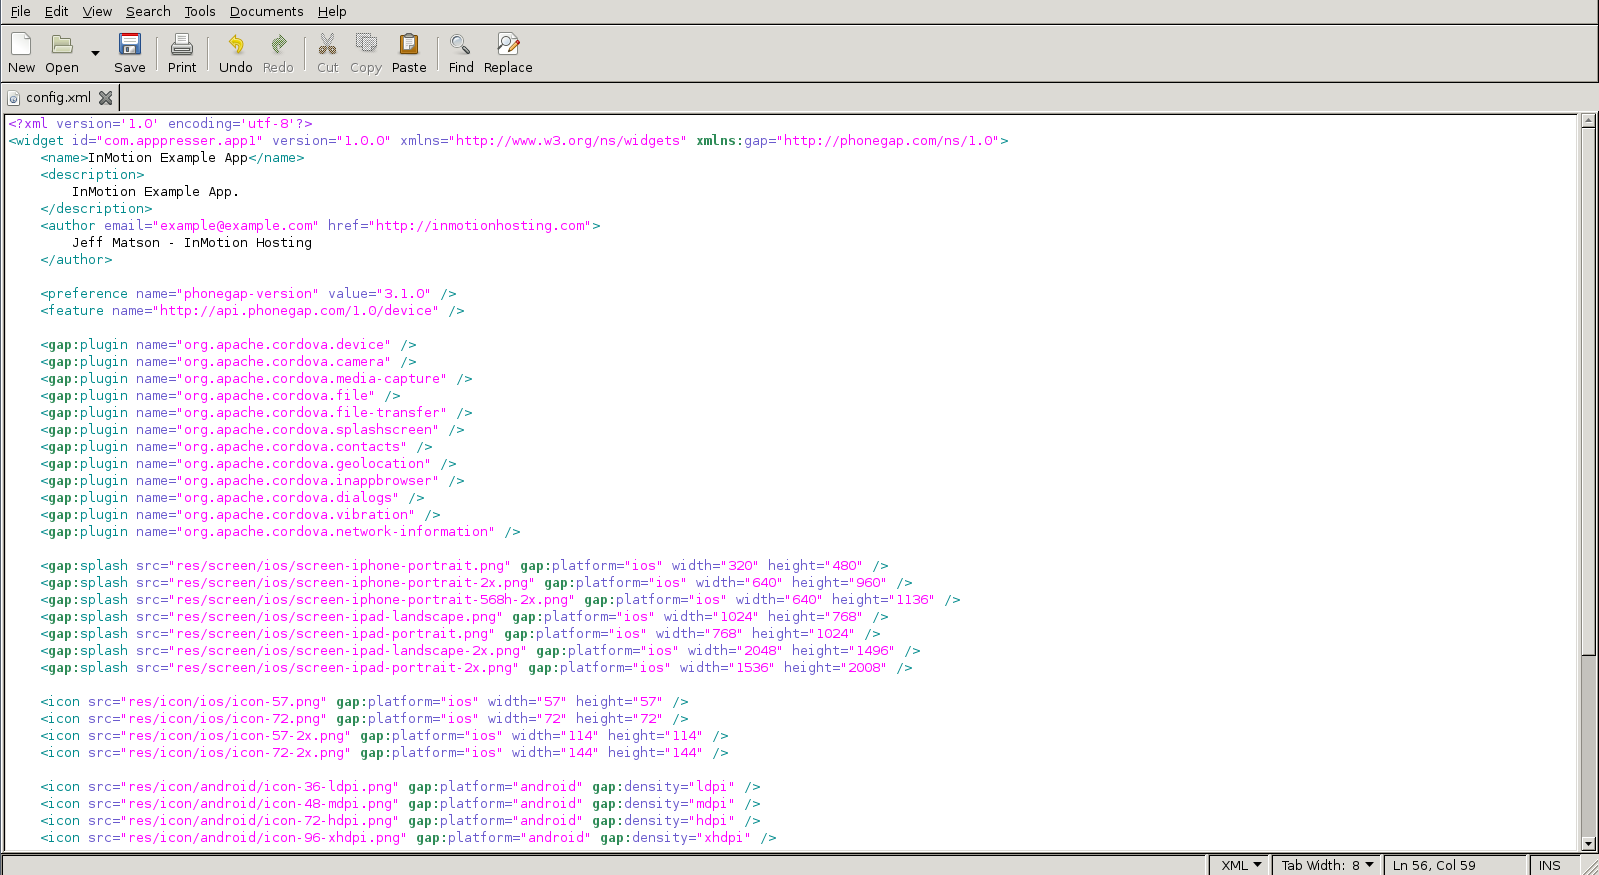 File Edit View Search Tools Documents Help
New Open Save Print Undo Redo Cut Copy Paste Find Replace
config.xml
<?xml version='1.0' encoding='utf-8'?>
<widget id="com.apppresser.app1" version="1.0.0" xmlns="http://www.w3.org/ns/widgets" xmlns:gap="http://phonegap.com/ns/1.0">
    <name>InMotion Example App</name>
    <description>
        InMotion Example App.
    </description>
    <author email="example@example.com" href="http://inmotionhosting.com">
        Jeff Matson - InMotion Hosting
    </author>
    <preference name="phonegap-version" value="3.1.0" />
    <feature name="http://api.phonegap.com/1.0/device" />
    <gap:plugin name="org.apache.cordova.device" />
    <gap:plugin name="org.apache.cordova.camera" />
    <gap:plugin name="org.apache.cordova.media-capture" />
    <gap:plugin name="org.apache.cordova.file" />
    <gap:plugin name="org.apache.cordova.file-transfer" />
    <gap:plugin name="org.apache.cordova.splashscreen" />
    <gap:plugin name="org.apache.cordova.contacts" />
    <gap:plugin name="org.apache.cordova.geolocation" />
    <gap:plugin name="org.apache.cordova.inappbrowser" />
    <gap:plugin name="org.apache.cordova.dialogs" />
    <gap:plugin name="org.apache.cordova.vibration" />
    <gap:plugin name="org.apache.cordova.network-information" />
    <gap:splash src="res/screen/ios/screen-iphone-portrait.png" gap:platform="ios" width="320" height="480" />
    <gap:splash src="res/screen/ios/screen-iphone-portrait-2x.png" gap:platform="ios" width="640" height="960" />
    <gap:splash src="res/screen/ios/screen-iphone-portrait-568h-2x.png" gap:platform="ios" width="640" height="1136" />
    <gap:splash src="res/screen/ios/screen-ipad-landscape.png" gap:platform="ios" width="1024" height="768" />
    <gap:splash src="res/screen/ios/screen-ipad-portrait.png" gap:platform="ios" width="768" height="1024" />
    <gap:splash src="res/screen/ios/screen-ipad-landscape-2x.png" gap:platform="ios" width="2048" height="1496" />
    <gap:splash src="res/screen/ios/screen-ipad-portrait-2x.png" gap:platform="ios" width="1536" height="2008" />
    <icon src="res/icon/ios/icon-57.png" gap:platform="ios" width="57" height="57" />
    <icon src="res/icon/ios/icon-72.png" gap:platform="ios" width="72" height="72" />
    <icon src="res/icon/ios/icon-57-2x.png" gap:platform="ios" width="114" height="114" />
    <icon src="res/icon/ios/icon-72-2x.png" gap:platform="ios" width="144" height="144" />
    <icon src="res/icon/android/icon-36-ldpi.png" gap:platform="android" gap:density="ldpi" />
    <icon src="res/icon/android/icon-48-mdpi.png" gap:platform="android" gap:density="mdpi" />
    <icon src="res/icon/android/icon-72-hdpi.png" gap:platform="android" gap:density="hdpi" />
    <icon src="res/icon/android/icon-96-xhdpi.png" gap:platform="android" gap:density="xhdpi" />
XML Tab Width: 8 Ln 56, Col 59 INS